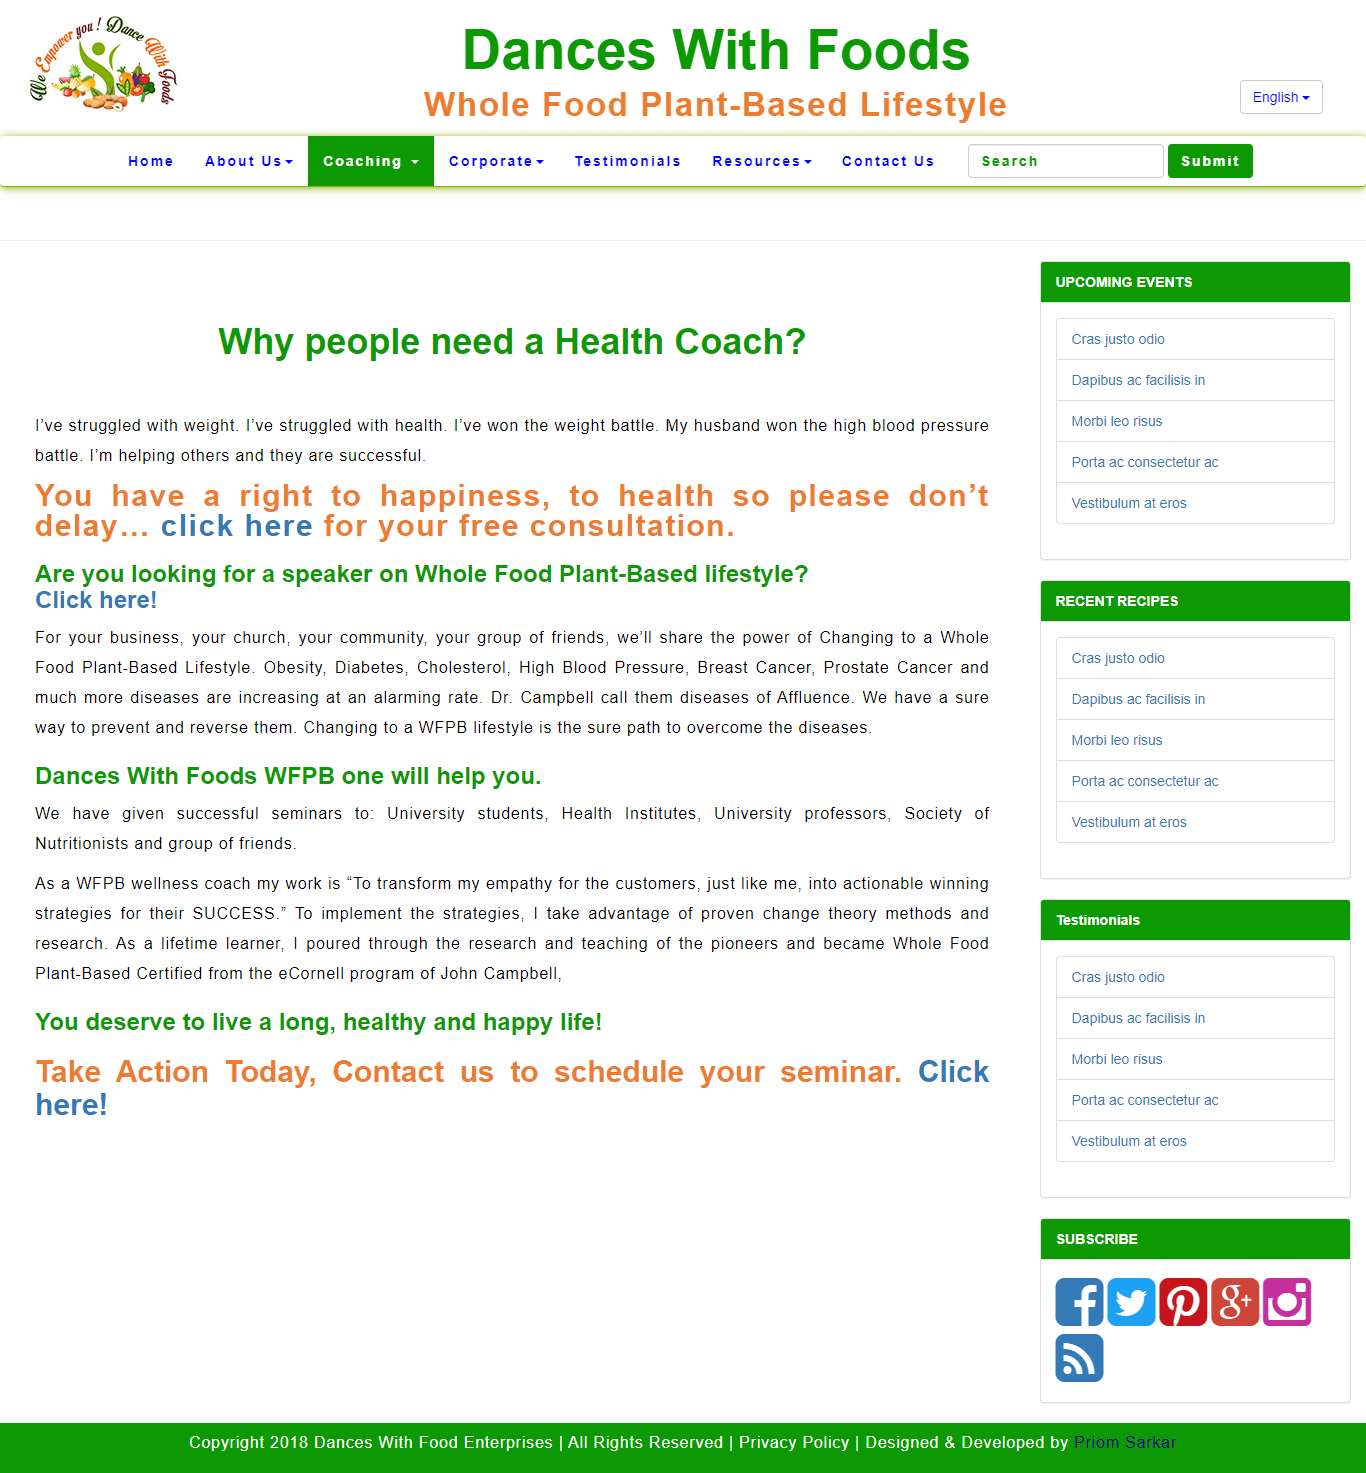 We Empower you ! Dance With Foods
Dances With Foods
Whole Food Plant-Based Lifestyle
English
Home About Us Coaching Corporate Testimonials Resources Contact Us Search Submit
Why people need a Health Coach?
I’ve struggled with weight. I’ve struggled with health. I’ve won the weight battle. My husband won the high blood pressure
battle. I’m helping others and they are successful.
You have a right to happiness, to health so please don’t
delay… click here for your free consultation.
Are you looking for a speaker on Whole Food Plant-Based lifestyle?
Click here!
For your business, your church, your community, your group of friends, we’ll share the power of Changing to a Whole
Food Plant-Based Lifestyle. Obesity, Diabetes, Cholesterol, High Blood Pressure, Breast Cancer, Prostate Cancer and
much more diseases are increasing at an alarming rate. Dr. Campbell call them diseases of Affluence. We have a sure
way to prevent and reverse them. Changing to a WFPB lifestyle is the sure path to overcome the diseases.
Dances With Foods WFPB one will help you.
We have given successful seminars to: University students, Health Institutes, University professors, Society of
Nutritionists and group of friends.
As a WFPB wellness coach my work is “To transform my empathy for the customers, just like me, into actionable winning
strategies for their SUCCESS.” To implement the strategies, I take advantage of proven change theory methods and
research. As a lifetime learner, I poured through the research and teaching of the pioneers and became Whole Food
Plant-Based Certified from the eCornell program of John Campbell,
You deserve to live a long, healthy and happy life!
Take Action Today, Contact us to schedule your seminar. Click
here!
UPCOMING EVENTS
Cras justo odio
Dapibus ac facilisis in
Morbi leo risus
Porta ac consectetur ac
Vestibulum at eros
RECENT RECIPES
Cras justo odio
Dapibus ac facilisis in
Morbi leo risus
Porta ac consectetur ac
Vestibulum at eros
Testimonials
Cras justo odio
Dapibus ac facilisis in
Morbi leo risus
Porta ac consectetur ac
Vestibulum at eros
SUBSCRIBE
Copyright 2018 Dances With Food Enterprises | All Rights Reserved | Privacy Policy | Designed & Developed by Priom Sarkar